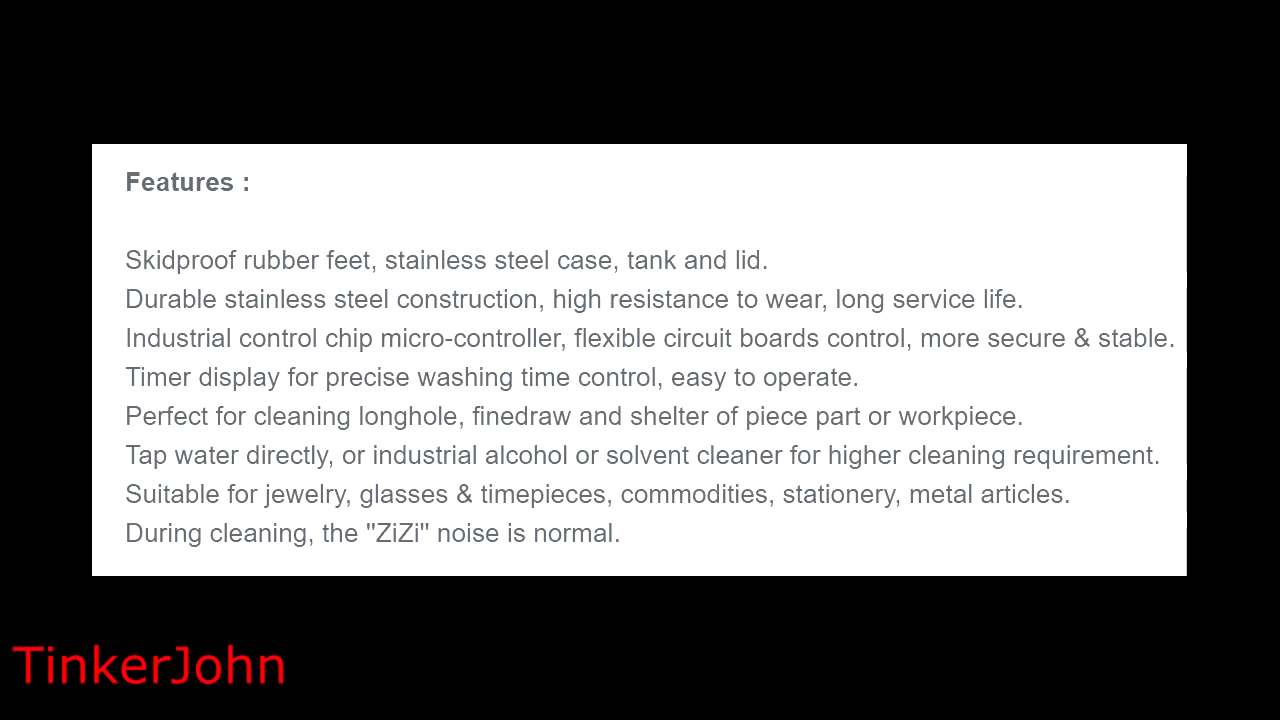 Features :
Skidproof rubber feet, stainless steel case, tank and lid.
Durable stainless steel construction, high resistance to wear, long service life.
Industrial control chip micro-controller, flexible circuit boards control, more secure & stable.
Timer display for precise washing time control, easy to operate.
Perfect for cleaning longhole, finedraw and shelter of piece part or workpiece.
Tap water directly, or industrial alcohol or solvent cleaner for higher cleaning requirement.
Suitable for jewelry, glasses & timepieces, commodities, stationery, metal articles.
During cleaning, the "ZiZi" noise is normal.
TinkerJohn